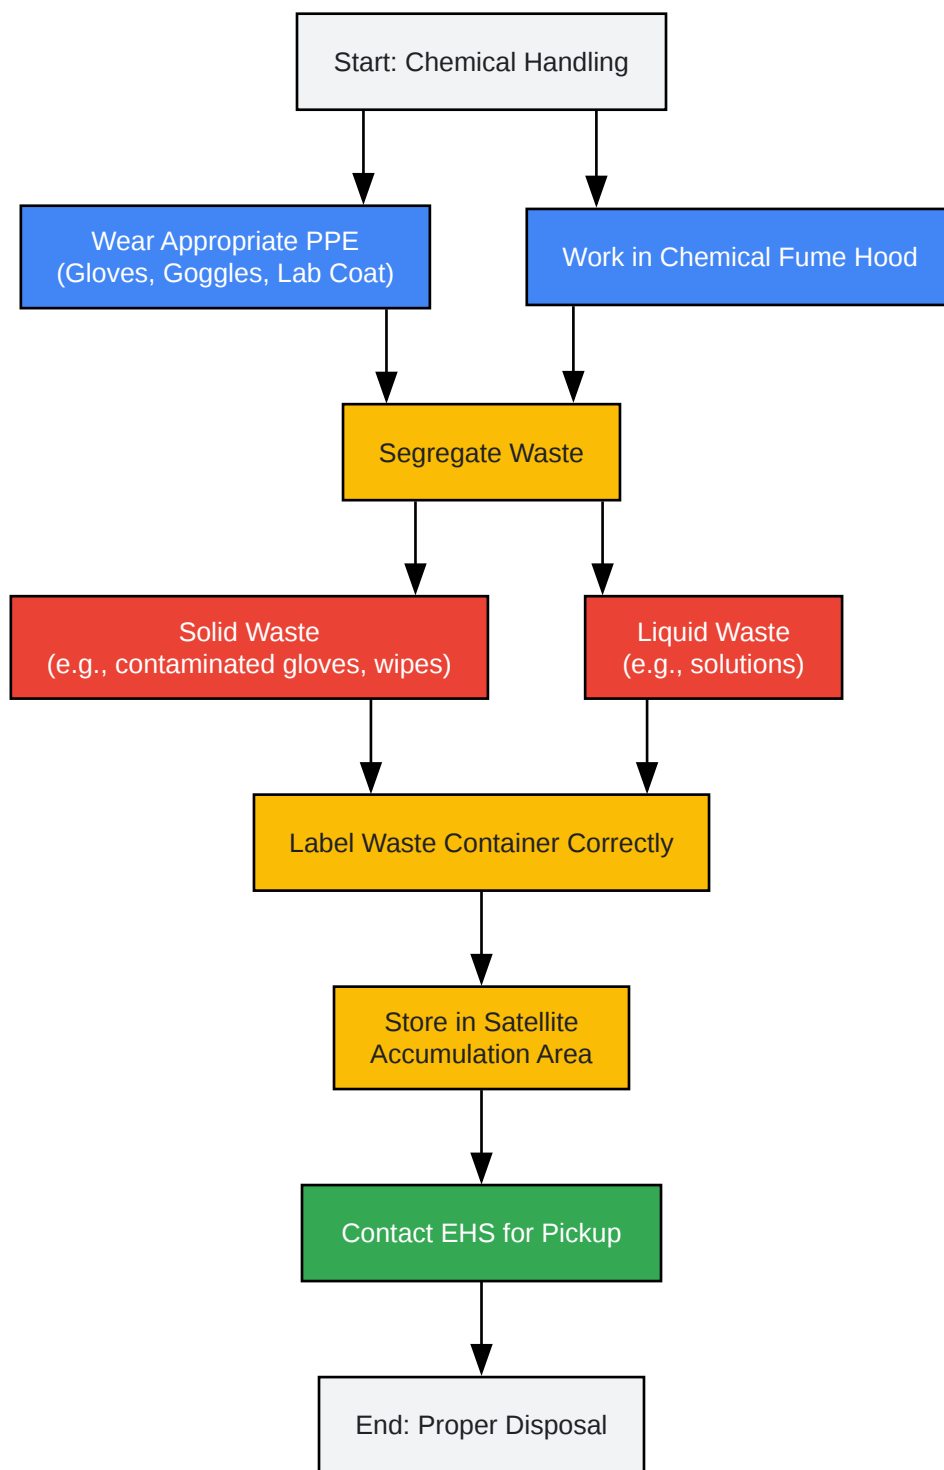 Start: Chemical Handling
Wear Appropriate PPE
(Gloves, Goggles, Lab Coat)
Work in Chemical Fume Hood
Segregate Waste
Solid Waste
(e.g., contaminated gloves, wipes)
Liquid Waste
(e.g., solutions)
Label Waste Container Correctly
Store in Satellite
Accumulation Area
Contact EHS for Pickup
End: Proper Disposal